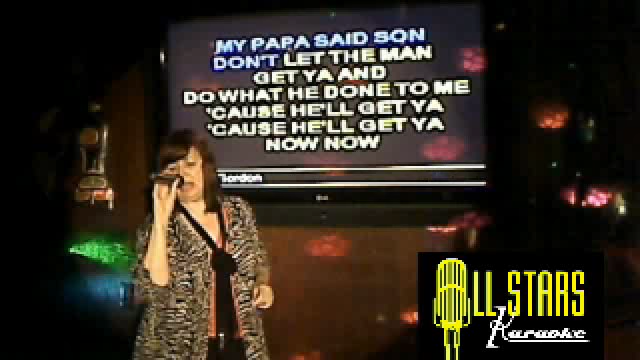 MY PAPA SAID SON
DON'T LET THE MAN
GET YA AND
DO WHAT HE DONE TO ME
'CAUSE HE'LL GET YA
'CAUSE HE'LL GET YA
NOW NOW
Gordon
ALL STARS
Karaoke